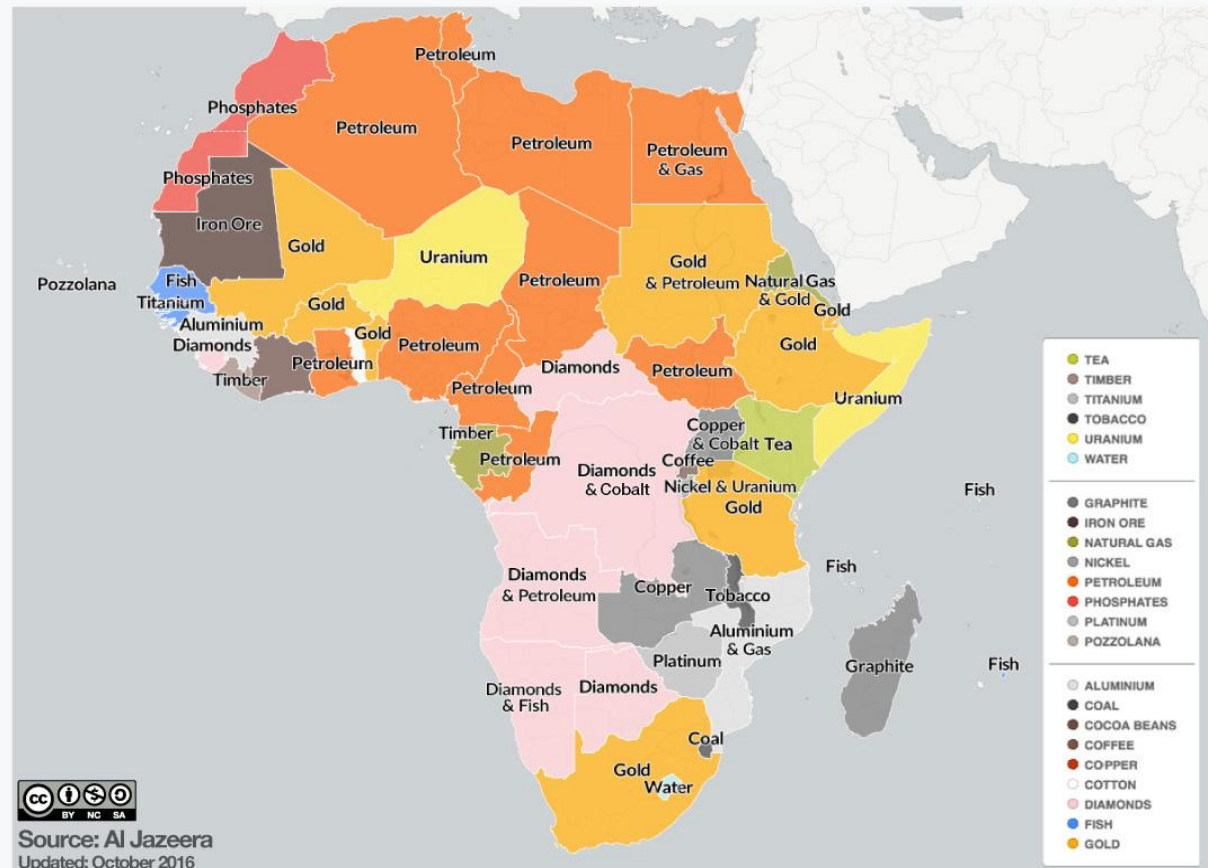 Petroleum
Phosphates
Petroleum
Petroleum
Petroleum
& Gas
Phosphates
Iron Ore
Gold
Uranium
Gold
& Petroleum
Pozzolana
Fish
Titanium
Petroleum
Natural Gas
& Gold
Gold
Gold
Aluminium
Diamonds
Gold
Petroleum
Gold
Timber
Petroleum
Diamonds
Petroleum
Uranium
Petroleum
Timber
Petroleum
Copper
& Cobalt
Tea
Coffee
Diamonds
& Cobalt
Nickel & Uranium
Gold
Fish
Fish
Diamonds
& Petroleum
Copper
Tobacco
Aluminium
& Gas
Platinum
Graphite
Fish
Diamonds
& Fish
Diamonds
Coal
Gold
Water
TEA
TIMBER
TITANIUM
TOBACCO
URANIUM
WATER
GRAPHITE
IRON ORE
NATURAL GAS
NICKEL
PETROLEUM
PHOSPHATES
PLATINUM
POZZOLANA
ALUMINIUM
COAL
COCOA BEANS
COFFEE
COPPER
COTTON
DIAMONDS
FISH
GOLD
cc
BY NC SA
Source: Al Jazeera
Updated: October 2016